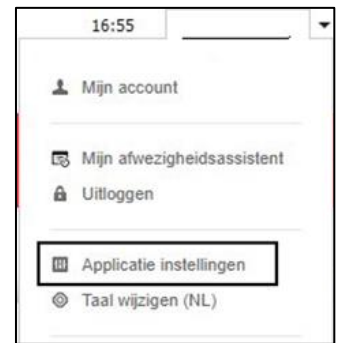 16:55
Mijn account
Mijn afwezigheidsassistent
Uitloggen
Applicatie instellingen
Taal wijzigen (NL)